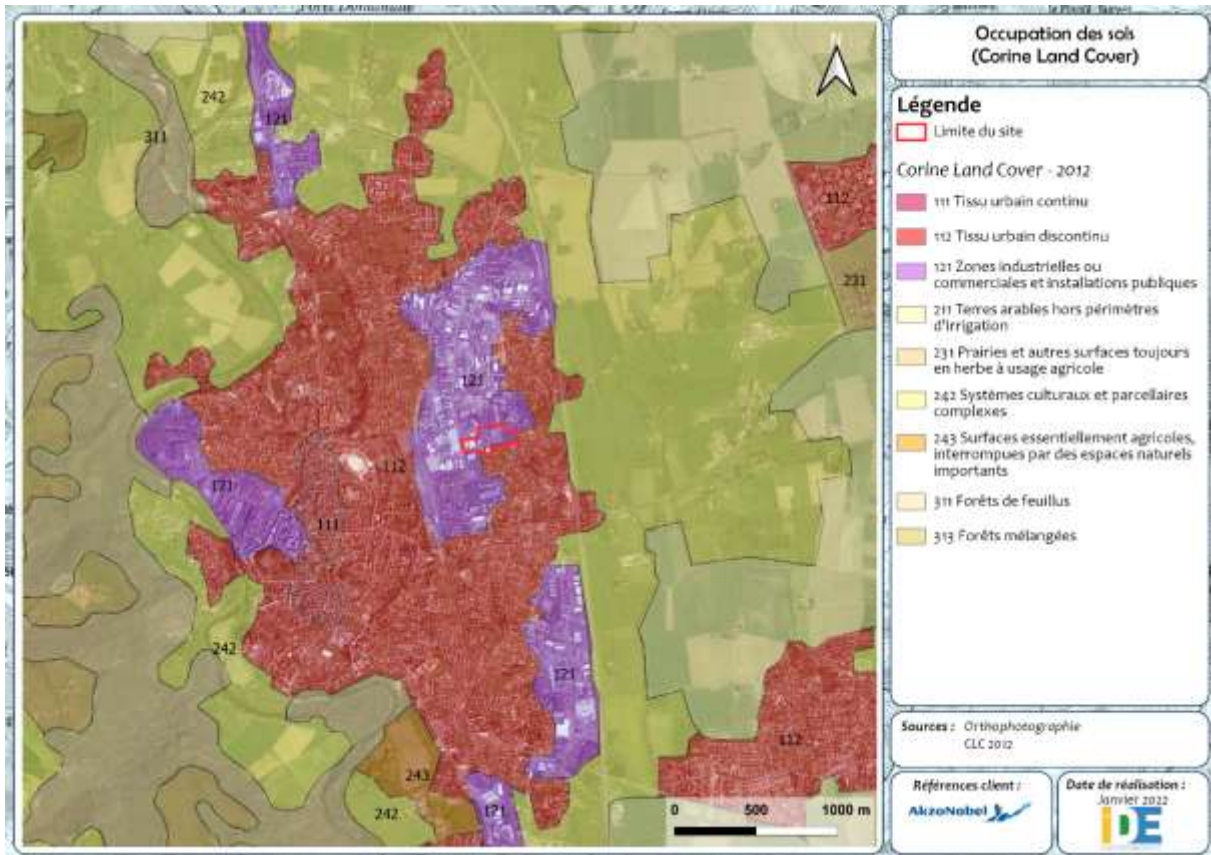 Occupation des sols
(Corine Land Cover)
Légende
Limite du site
Corine Land Cover - 2012
111 Tissu urbain continu
112 Tissu urbain discontinu
121 Zones industrielles ou
commerciales et installations publiques
211 Terres arables hors périmètres
d'irrigation
231 Prairies et autres surfaces toujours
en herbe à usage agricole
242 Systèmes culturaux et parcellaires
complexes
243 Surfaces essentiellement agricoles,
interrompues par des espaces naturels
importants
311 Forêts de feuillus
313 Forêts mélangées
Sources : Orthophotographie
CLC 2012
Références client :
AkzoNobel
Date de réalisation :
Janvier 2022
IDE
N
242
121
311
112
231
121
112
121
111
242
121
112
243
242
121
0 500 1000 m